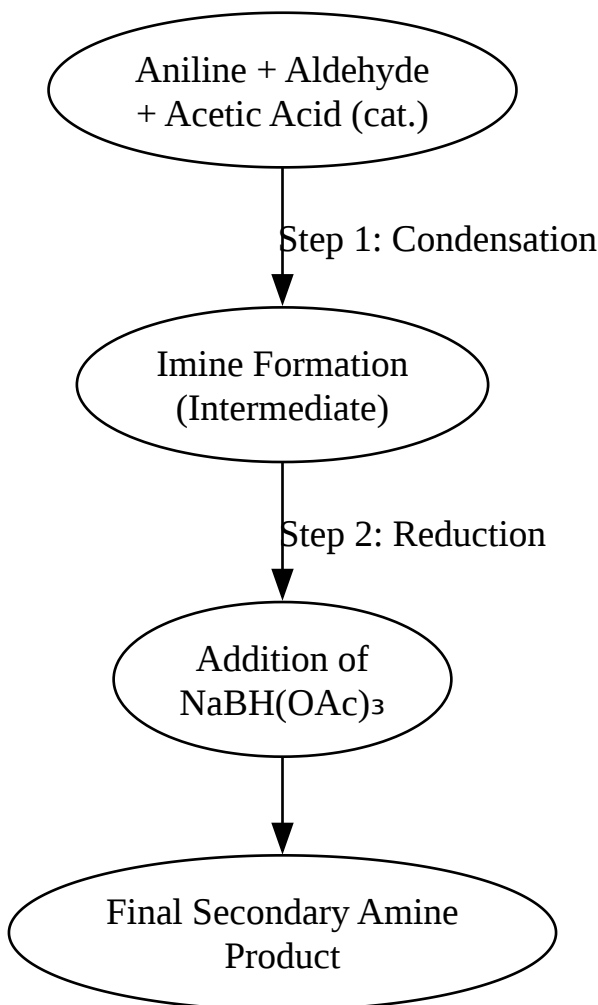 Aniline + Aldehyde
+ Acetic Acid (cat.)
Step 1: Condensation
Imine Formation
(Intermediate)
Step 2: Reduction
Addition of
NaBH(OAc)₃
Final Secondary Amine
Product